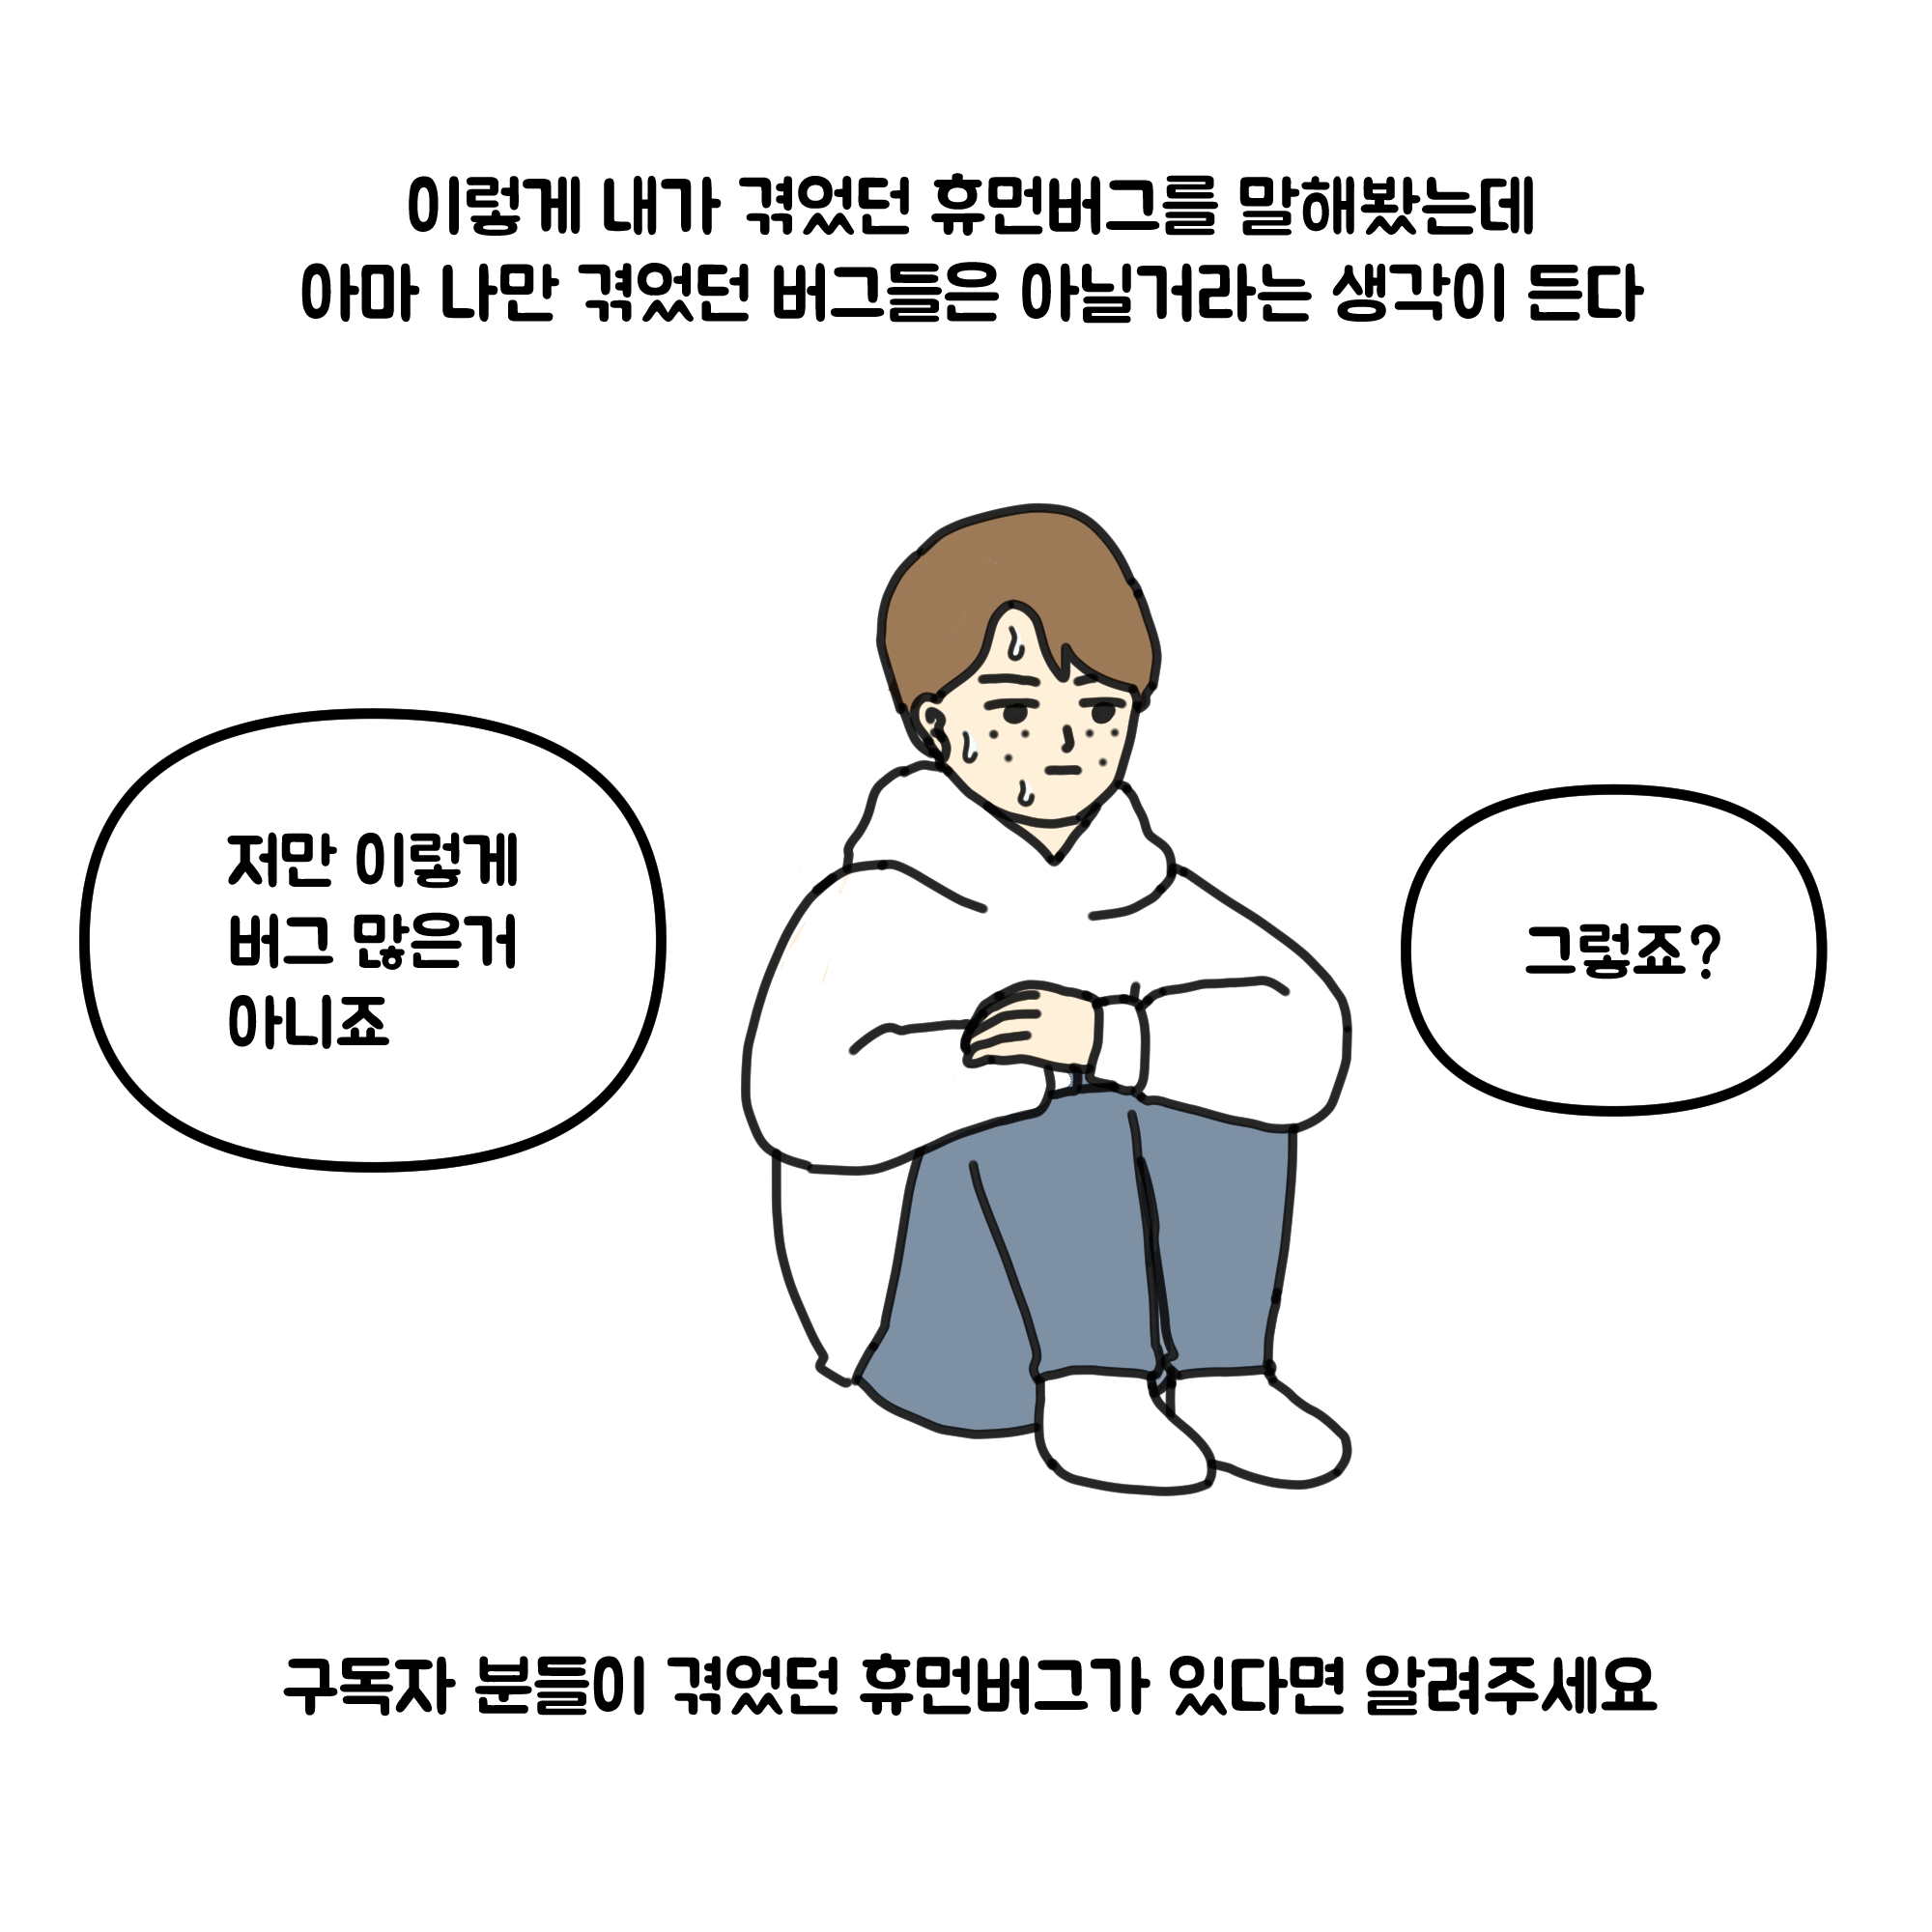 이렇게 내가 겪었던 휴먼버그를 말해봤는데
아마 나만 겪었던 버그들은 아닐거라는 생각이 든다
저만 이렇게
버그 많은거
아니죠
그렇죠?
구독자 분들이 겪었던 휴먼버그가 있다면 알려주세요